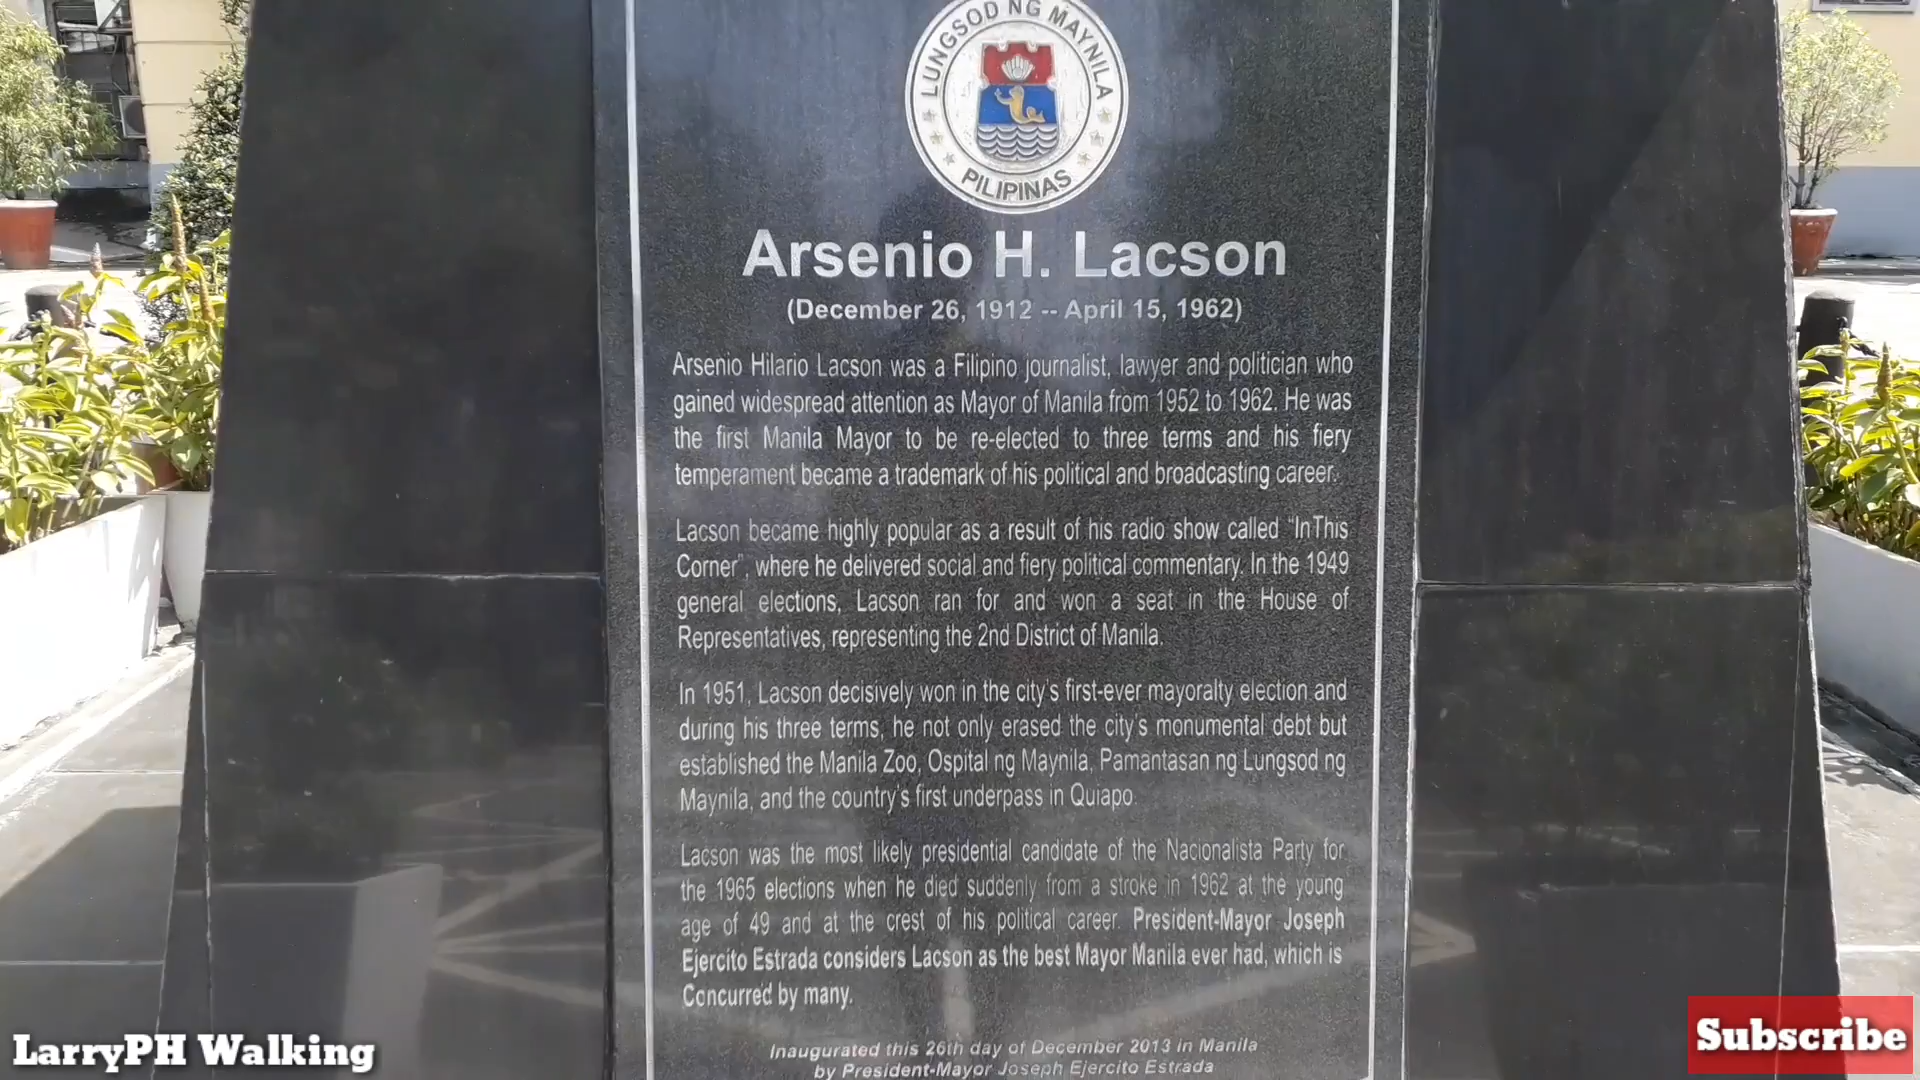 LUNGSOD NG MAYNILA
PILIPINAS
Arsenio H. Lacson
(December 26, 1912 -- April 15, 1962)
Arsenio Hilario Lacson was a Filipino journalist, lawyer and politician who
gained widespread attention as Mayor of Manila from 1952 to 1962. He was
the first Manila Mayor to be re-elected to three terms and his fiery
temperament became a trademark of his political and broadcasting career.
Lacson became highly popular as a result of his radio show called “In This
Corner”, where he delivered social and fiery political commentary. In the 1949
general elections, Lacson ran for and won a seat in the House of
Representatives, representing the 2nd District of Manila.
In 1951, Lacson decisively won in the city's first-ever mayoralty election and
during his three terms, he not only erased the city's monumental debt but
established the Manila Zoo, Ospital ng Maynila, Pamantasan ng Lungsod ng
Maynila, and the country's first underpass in Quiapo.
Lacson was the most likely presidential candidate of the Nacionalista Party for
the 1965 elections when he died suddenly from a stroke in 1962 at the young
age of 49 and at the crest of his political career. President-Mayor Joseph
Ejercito Estrada considers Lacson as the best Mayor Manila ever had, which is
Concurred by many.
Inaugurated this 26th day of December 2013 in Manila
by President-Mayor Joseph Ejercito Estrada
LarryPH Walking
Subscribe